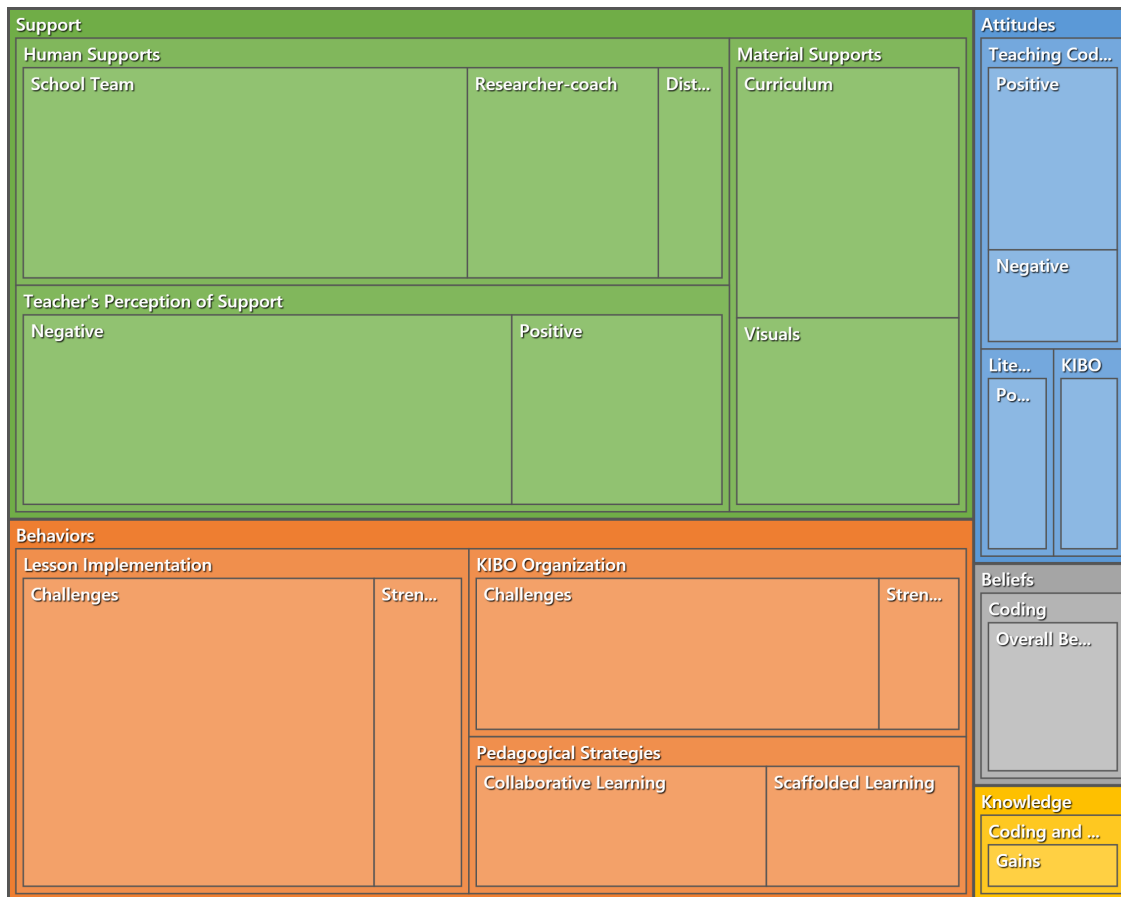 Support
Human Supports
School Team
Researcher-coach
Dist...
Material Supports
Curriculum
Visuals
Teacher's Perception of Support
Negative
Positive
Behaviors
Lesson Implementation
Challenges
Stren...
KIBO Organization
Challenges
Stren...
Pedagogical Strategies
Collaborative Learning
Scaffolded Learning
Attitudes
Teaching Cod...
Positive
Negative
Lite...
Po...
KIBO
Beliefs
Coding
Overall Be...
Knowledge
Coding and ...
Gains